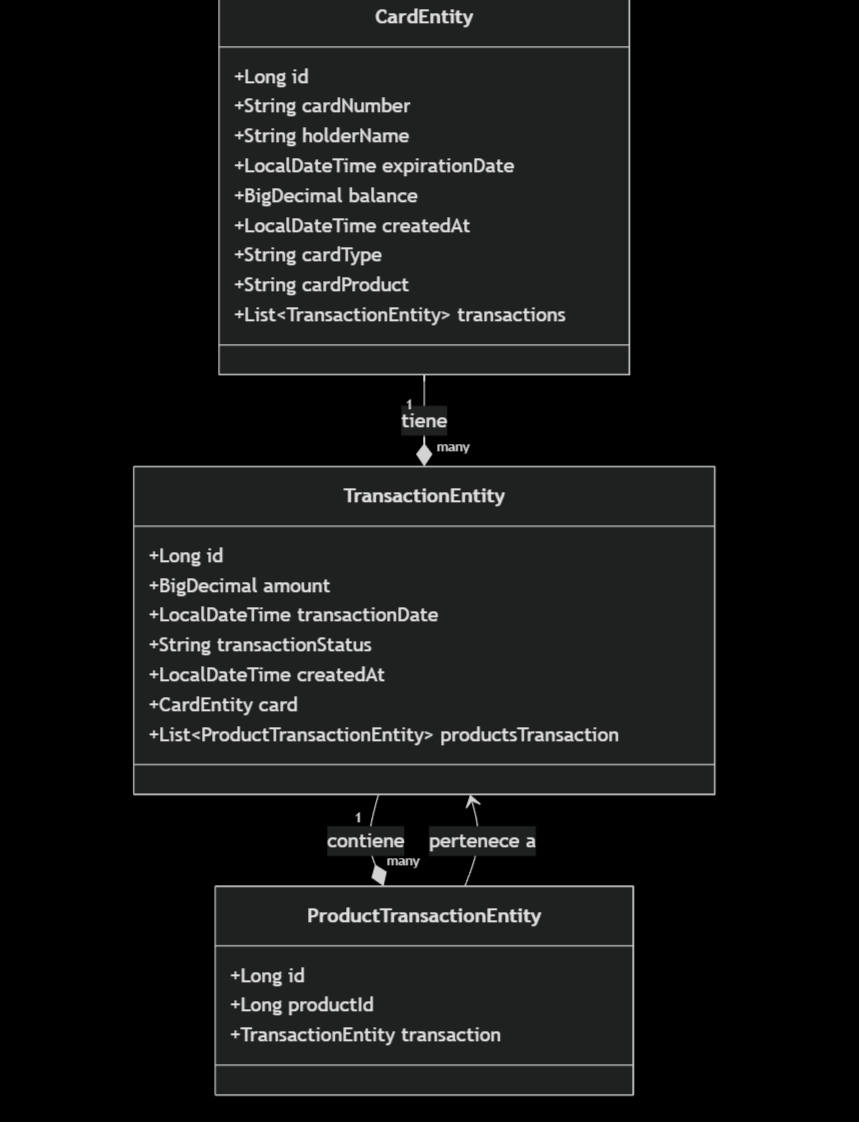 CardEntity
+Long id
+String cardNumber
+String holderName
+LocalDateTime expirationDate
+BigDecimal balance
+LocalDateTime createdAt
+String cardType
+String cardProduct
+List<TransactionEntity> transactions
1
tiene
many
TransactionEntity
+Long id
+BigDecimal amount
+LocalDateTime transactionDate
+String transactionStatus
+LocalDateTime createdAt
+CardEntity card
+List<ProductTransactionEntity> productsTransaction
1
contiene
pertenece a
many
ProductTransactionEntity
+Long id
+Long productId
+TransactionEntity transaction